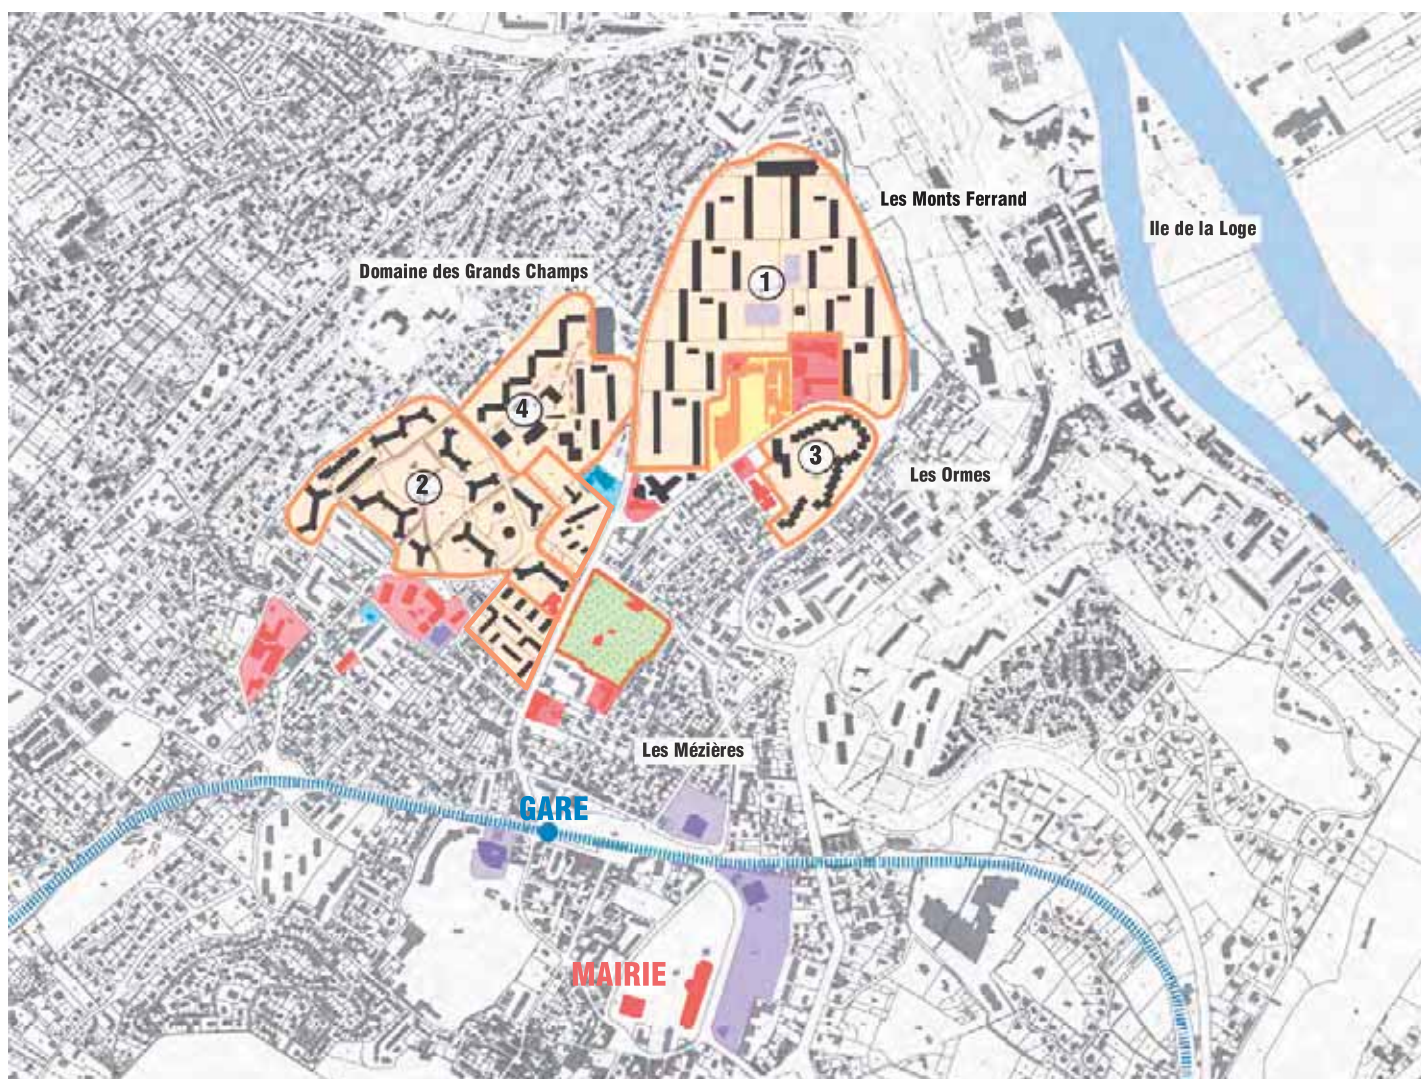 Les Monts Ferrand
Ile de la Loge
Domaine des Grands Champs
1
4
3
2
Les Ormes
Les Mézières
GARE
MAIRIE